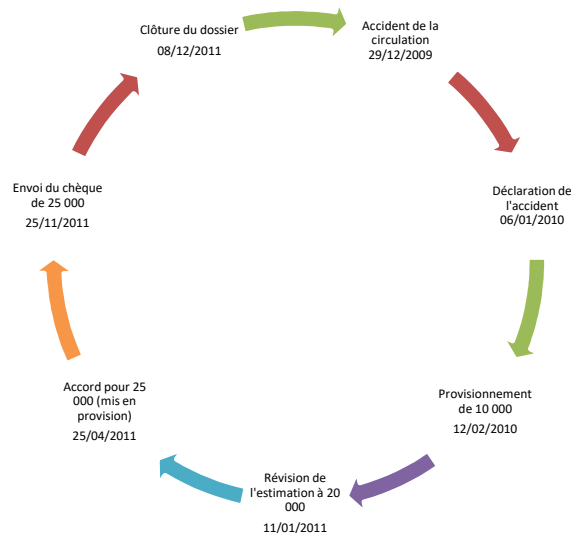 Accident de la
circulation
29/12/2009
Déclaration de
l'accident
06/01/2010
Provisionnement
de 10 000
12/02/2010
Révision de
l'estimation à 20
000
11/01/2011
Accord pour 25
000 (mis en
provision)
25/04/2011
Envoi du chèque
de 25 000
25/11/2011
Clôture du dossier
08/12/2011